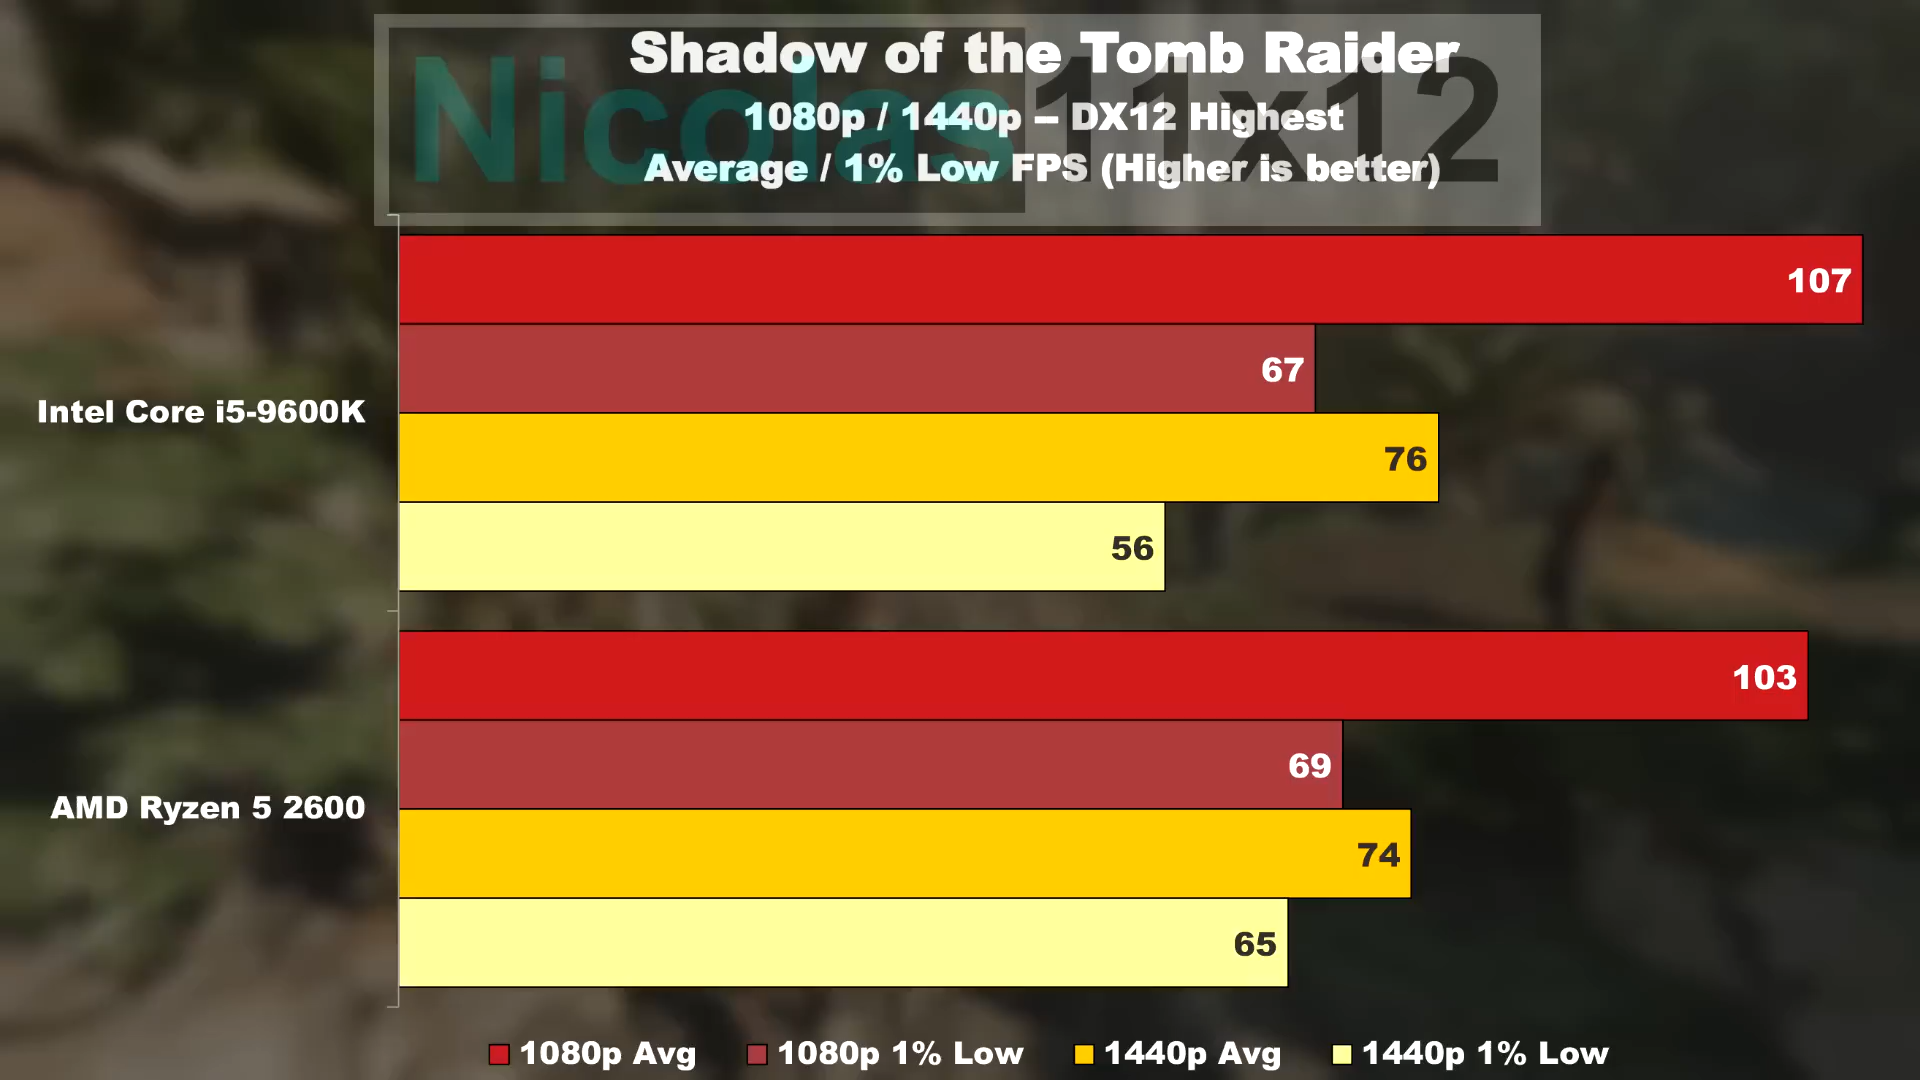 Nicolas11x12
Shadow of the Tomb Raider
1080p / 1440p – DX12 Highest
Average / 1% Low FPS (Higher is better)
Intel Core i5-9600K
107
67
76
56
AMD Ryzen 5 2600
103
69
74
65
1080p Avg
1080p 1% Low
1440p Avg
1440p 1% Low